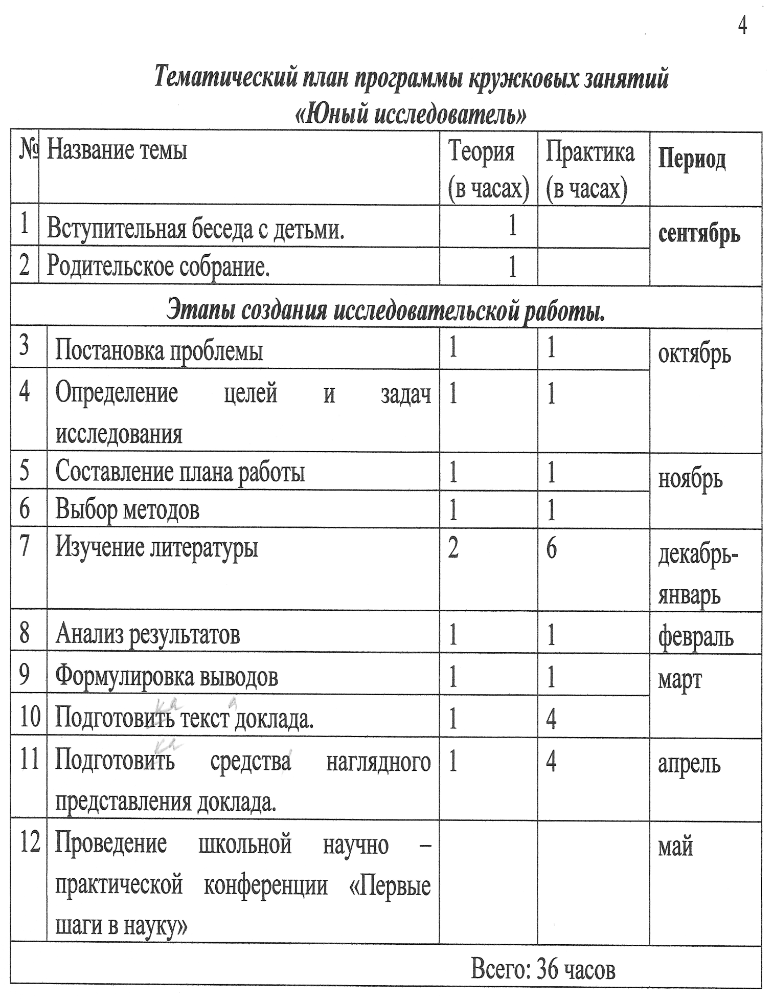 4
Тематический план программы кружковых занятий
«Юный исследователь»
№ Название темы Теория Практика Период
(в часах) (в часах)
1 Вступительная беседа с детьми. 1 сентябрь
2 Родительское собрание. 1
Этапы создания исследовательской работы.
3 Постановка проблемы 1 1 октябрь
4 Определение целей и задач 1 1
исследования
5 Составление плана работы 1 1 ноябрь
6 Выбор методов 1 1
7 Изучение литературы 2 6 декабрь-
январь
8 Анализ результатов 1 1 февраль
9 Формулировка выводов 1 1 март
ка а
10 Подготовить текст доклада. 1 4
ка
11 Подготовить средства наглядного 1 4 апрель
представления доклада.
12 Проведение школьной научно – май
практической конференции «Первые
шаги в науку»
Всего: 36 часов